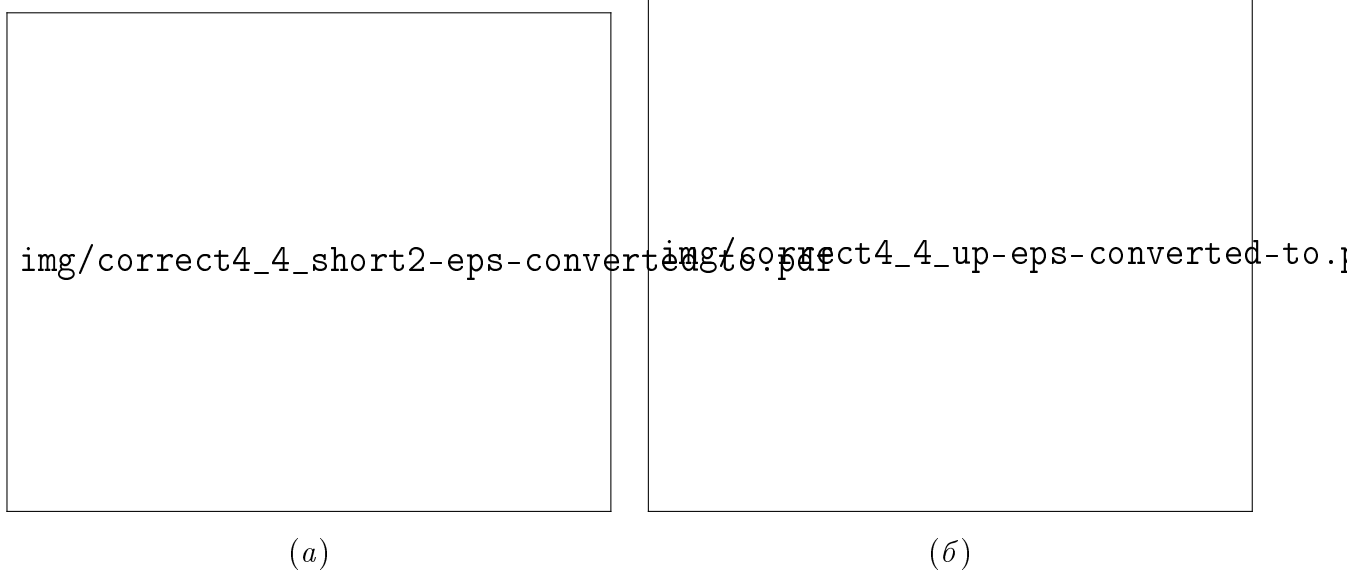 img/correct4_4_short2-eps-converted-to.pdf
img/correct4_4_up-eps-converted-to.p
(а)
(б)